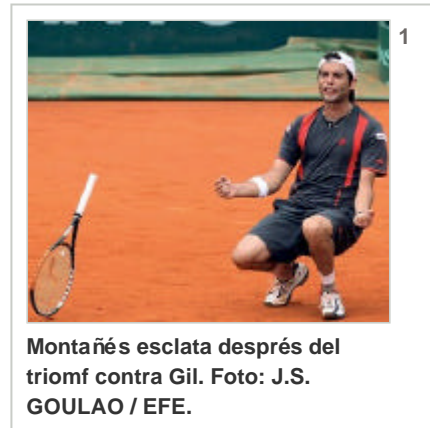 1
Montañés esclata després del
triomf contra Gil. Foto: J.S.
GOULAO / EFE.